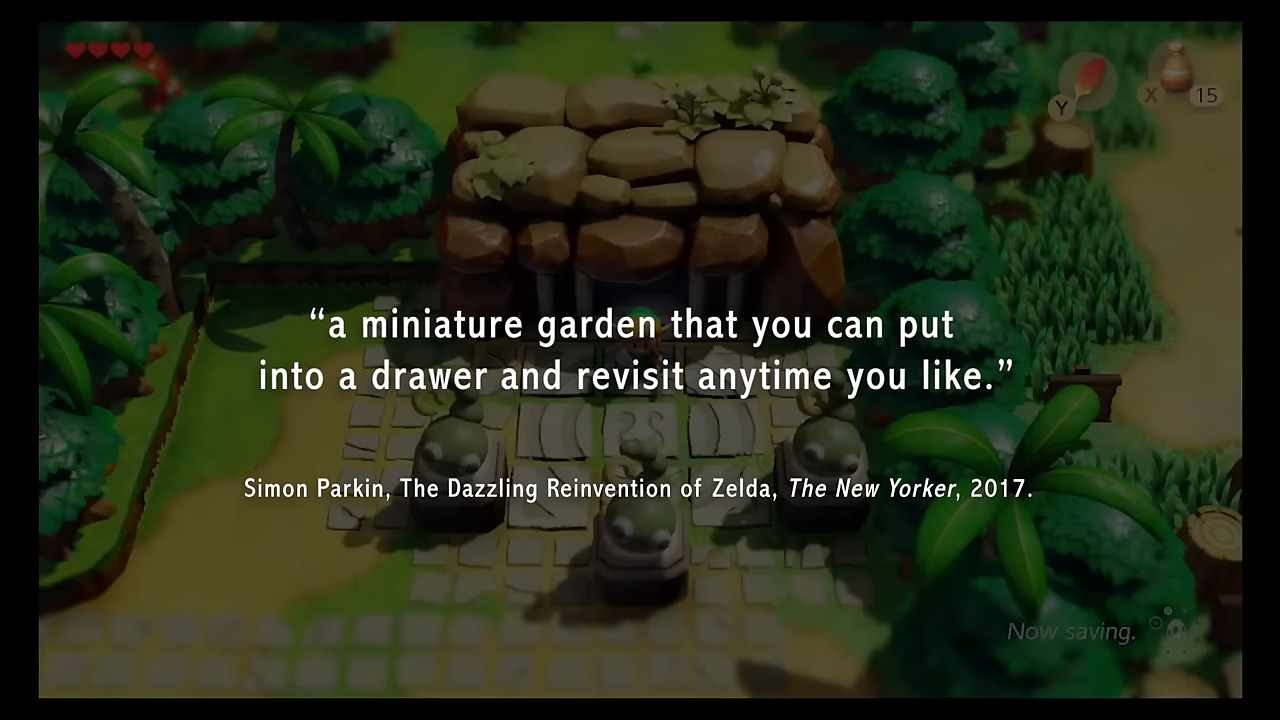 Y
X
15
“a miniature garden that you can put
into a drawer and revisit anytime you like.”
Simon Parkin, The Dazzling Reinvention of Zelda, The New Yorker, 2017.
Now saving.